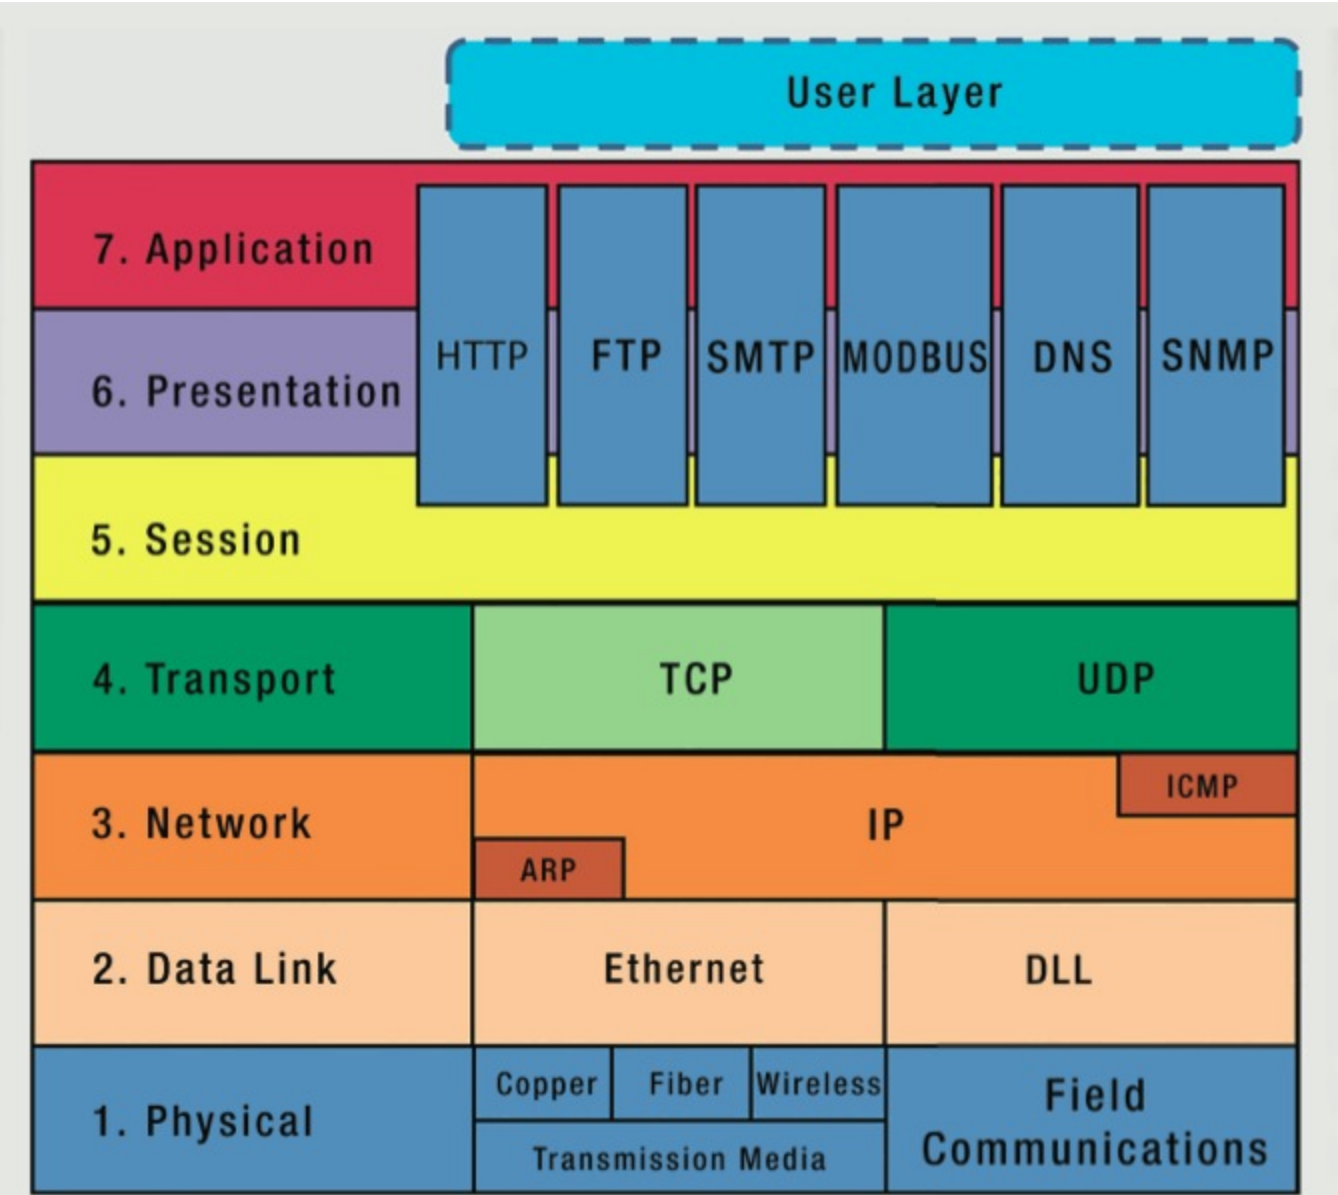 User Layer
7. Application
HTTP FTP SMTP MODBUS DNS SNMP
6. Presentation
5. Session
4. Transport
TCP
UDP
3. Network
IP
ICMP
ARP
2. Data Link
Ethernet
DLL
1. Physical
Copper Fiber Wireless
Transmission Media
Field
Communications